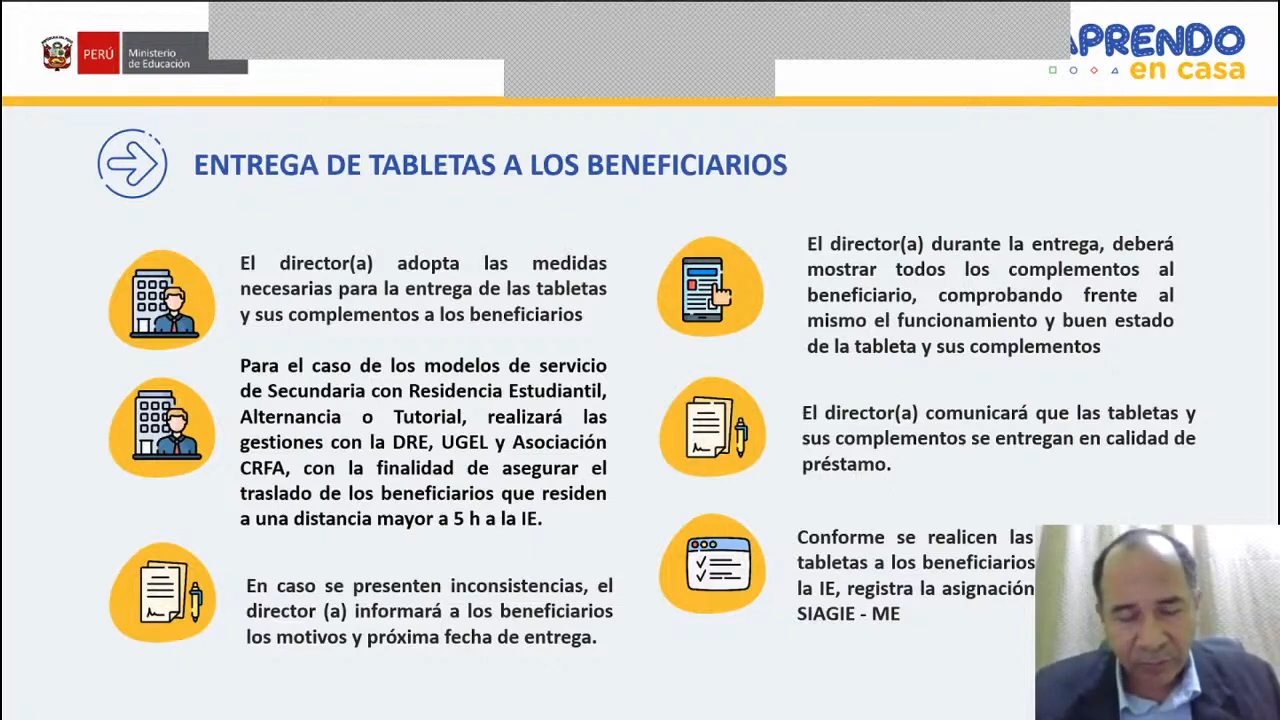 PERÚ
Ministerio
de Educación
APRENDO
en casa
ENTREGA DE TABLETAS A LOS BENEFICIARIOS
El director(a) adopta las medidas
necesarias para la entrega de las tabletas
y sus complementos a los beneficiarios
Para el caso de los modelos de servicio
de Secundaria con Residencia Estudiantil,
Alternancia o Tutorial, realizará las
gestiones con la DRE, UGEL y Asociación
CRFA, con la finalidad de asegurar el
traslado de los beneficiarios que residen
a una distancia mayor a 5 h a la IE.
En caso se presenten inconsistencias, el
director (a) informará a los beneficiarios
los motivos y próxima fecha de entrega.
El director(a) durante la entrega, deberá
mostrar todos los complementos al
beneficiario, comprobando frente al
mismo el funcionamiento y buen estado
de la tableta y sus complementos
El director(a) comunicará que las tabletas y
sus complementos se entregan en calidad de
préstamo.
Conforme se realicen las
tabletas a los beneficiarios
la IE, registra la asignación
SIAGIE - ME